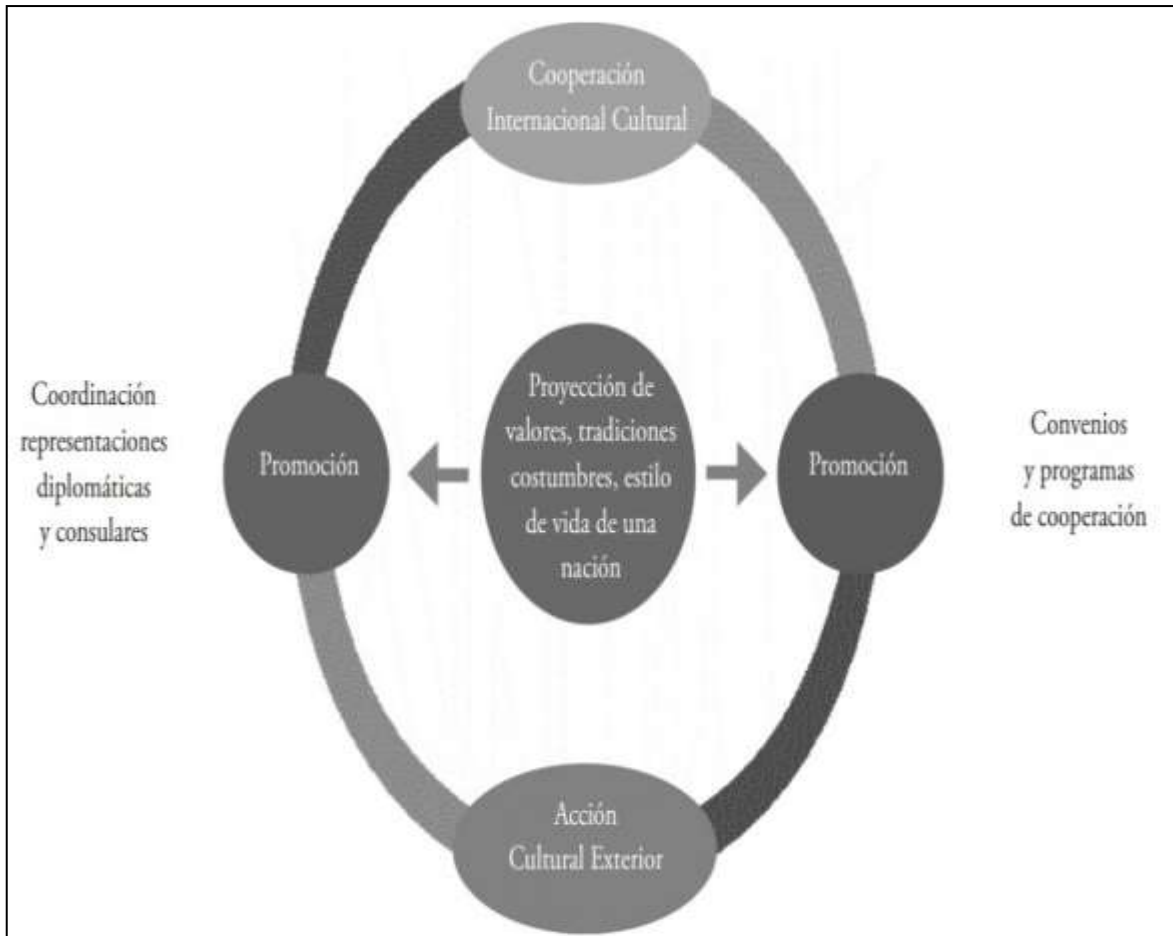 Cooperación
Internacional Cultural
Coordinación
representaciones
diplomáticas
y consulares
Promoción
Proyección de
valores, tradiciones
costumbres, estilo
de vida de una
nación
Promoción
Convenios
y programas
de cooperación
Acción
Cultural Exterior